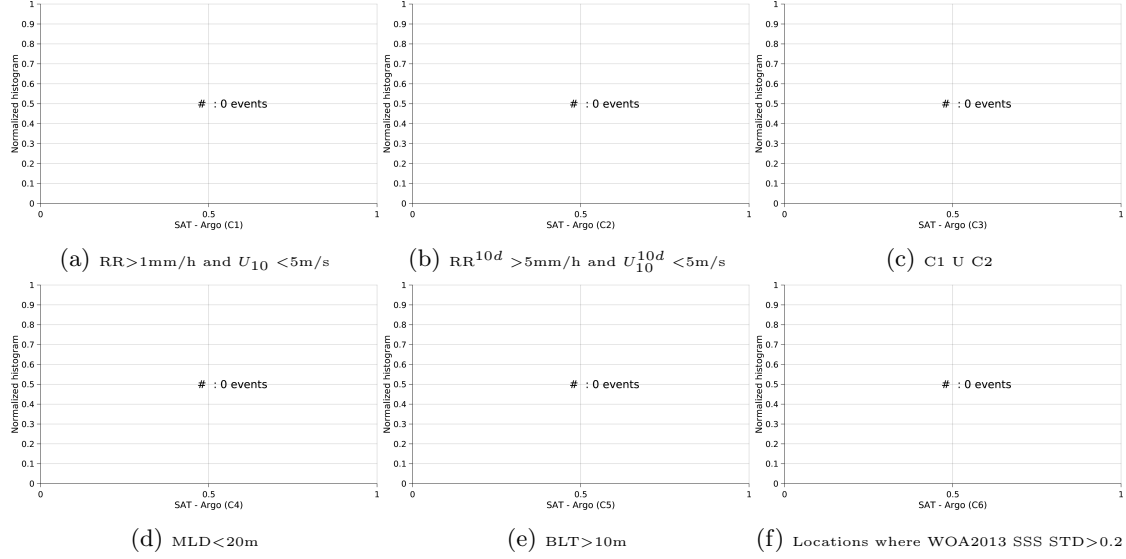 1
0.9
0.8
0.7
0.6
0.5
0.4
0.3
0.2
0.1
0
Normalized histogram
# : 0 events
0 0.5 1
SAT - Argo (C1)
(a) RR>1mm/h and U10 <5m/s
1
0.9
0.8
0.7
0.6
0.5
0.4
0.3
0.2
0.1
0
Normalized histogram
# : 0 events
0 0.5 1
SAT - Argo (C2)
(b) RR10d >5mm/h and U10d10 <5m/s
1
0.9
0.8
0.7
0.6
0.5
0.4
0.3
0.2
0.1
0
Normalized histogram
# : 0 events
0 0.5 1
SAT - Argo (C3)
(c) C1 U C2
1
0.9
0.8
0.7
0.6
0.5
0.4
0.3
0.2
0.1
0
Normalized histogram
# : 0 events
0 0.5 1
SAT - Argo (C4)
(d) MLD<20m
1
0.9
0.8
0.7
0.6
0.5
0.4
0.3
0.2
0.1
0
Normalized histogram
# : 0 events
0 0.5 1
SAT - Argo (C5)
(e) BLT>10m
1
0.9
0.8
0.7
0.6
0.5
0.4
0.3
0.2
0.1
0
Normalized histogram
# : 0 events
0 0.5 1
SAT - Argo (C6)
(f) Locations where WOA2013 SSS STD>0.2